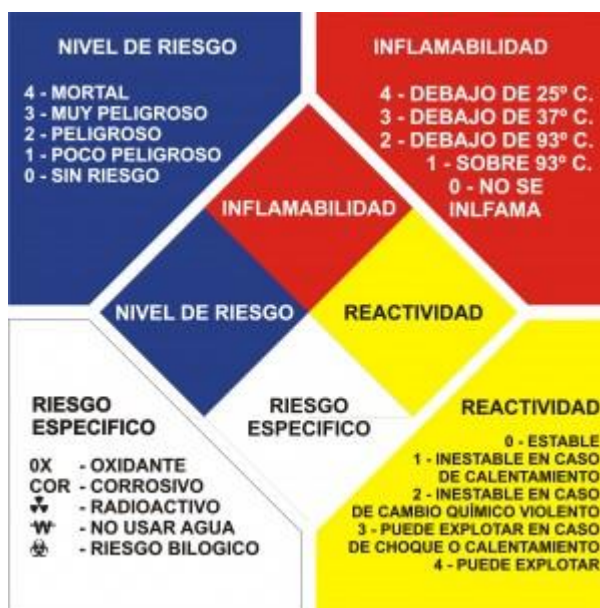 NIVEL DE RIESGO
4 - MORTAL
3 - MUY PELIGROSO
2 - PELIGROSO
1 - POCO PELIGROSO
0 - SIN RIESGO
INFLAMABILIDAD
4 - DEBAJO DE 25º C.
3 - DEBAJO DE 37º C.
2 - DEBAJO DE 93º C.
1 - SOBRE 93º C.
0 - NO SE
INLFAMA
INFLAMABILIDAD
NIVEL DE RIESGO
REACTIVIDAD
RIESGO
ESPECIFICO
RIESGO
ESPECIFICO
0X - OXIDANTE
COR - CORROSIVO
☢ - RADIOACTIVO
W - NO USAR AGUA
☣ - RIESGO BILOGICO
REACTIVIDAD
0 - ESTABLE
1 - INESTABLE EN CASO
DE CALENTAMIENTO
2 - INESTABLE EN CASO
DE CAMBIO QUÍMICO VIOLENTO
3 - PUEDE EXPLOTAR EN CASO
DE CHOQUE O CALENTAMIENTO
4 - PUEDE EXPLOTAR